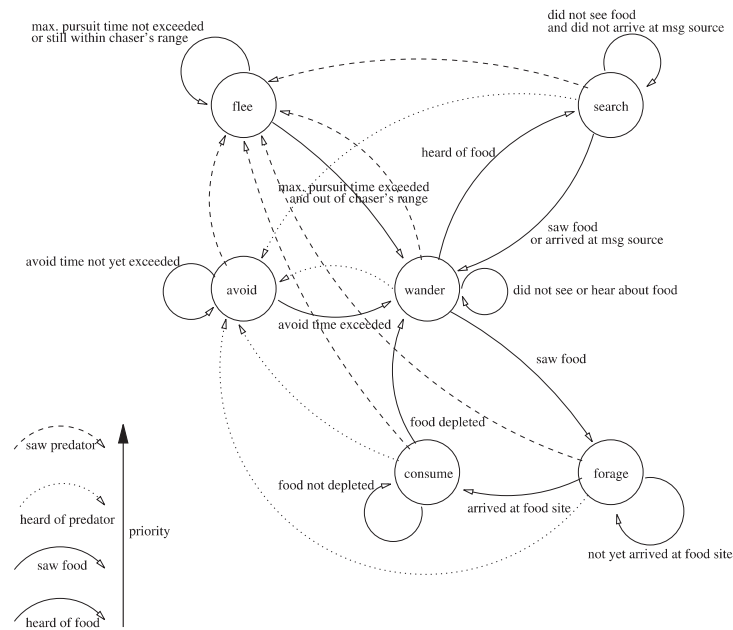 max. pursuit time not exceeded
or still within chaser's range
did not see food
and did not arrive at msg source
flee
search
heard of food
max. pursuit time exceeded
and out of chaser's range
saw food
or arrived at msg source
avoid time not yet exceeded
avoid
wander
did not see or hear about food
avoid time exceeded
saw food
food depleted
saw predator
consume
forage
food not depleted
arrived at food site
heard of predator
priority
not yet arrived at food site
saw food
heard of food